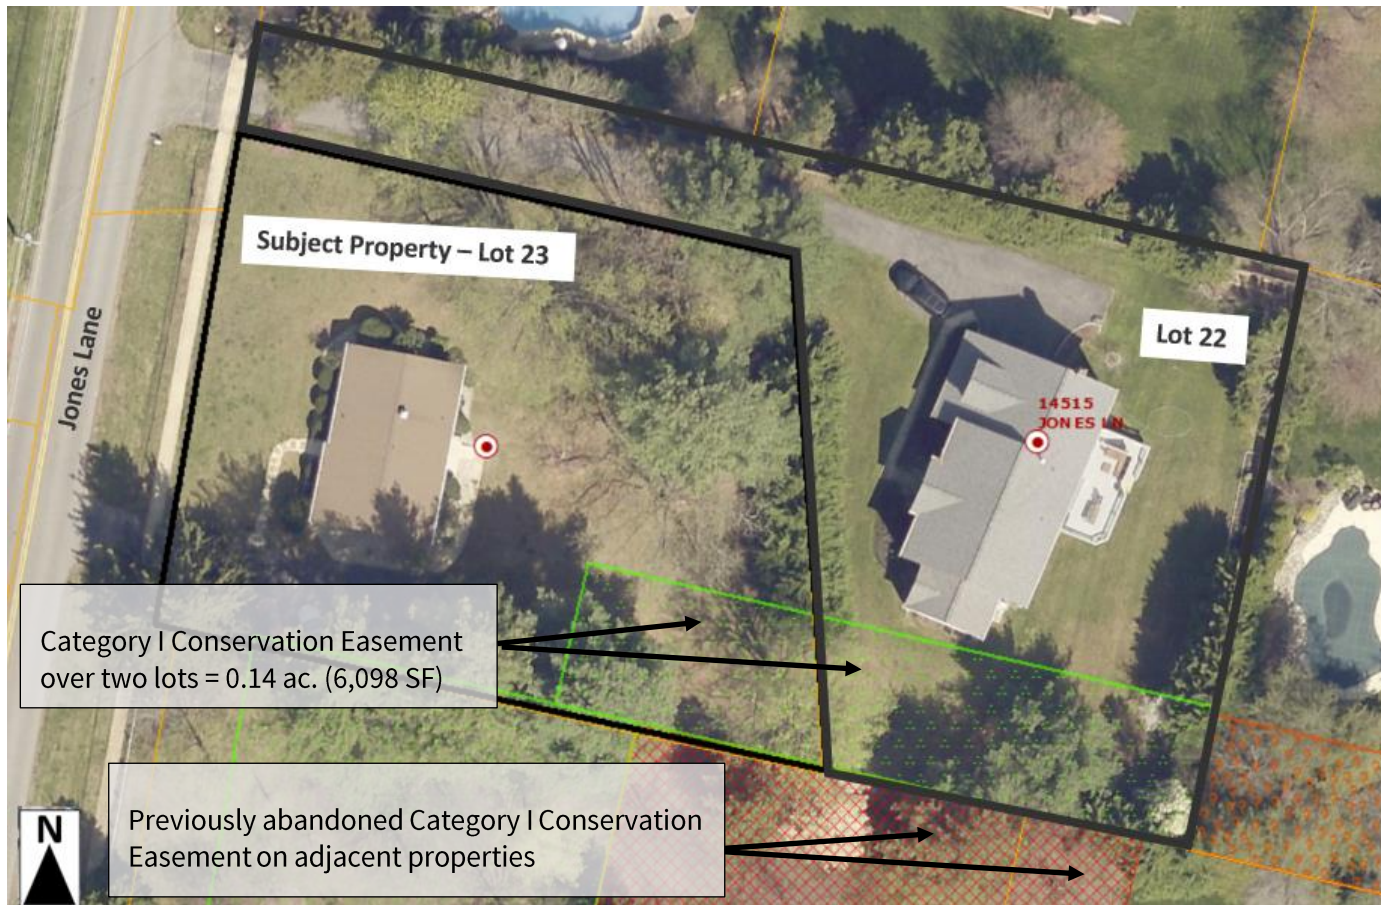 Subject Property – Lot 23
Lot 22
Jones Lane
14515
JONES LN
Category I Conservation Easement
over two lots = 0.14 ac. (6,098 SF)
Previously abandoned Category I Conservation
Easement on adjacent properties
N